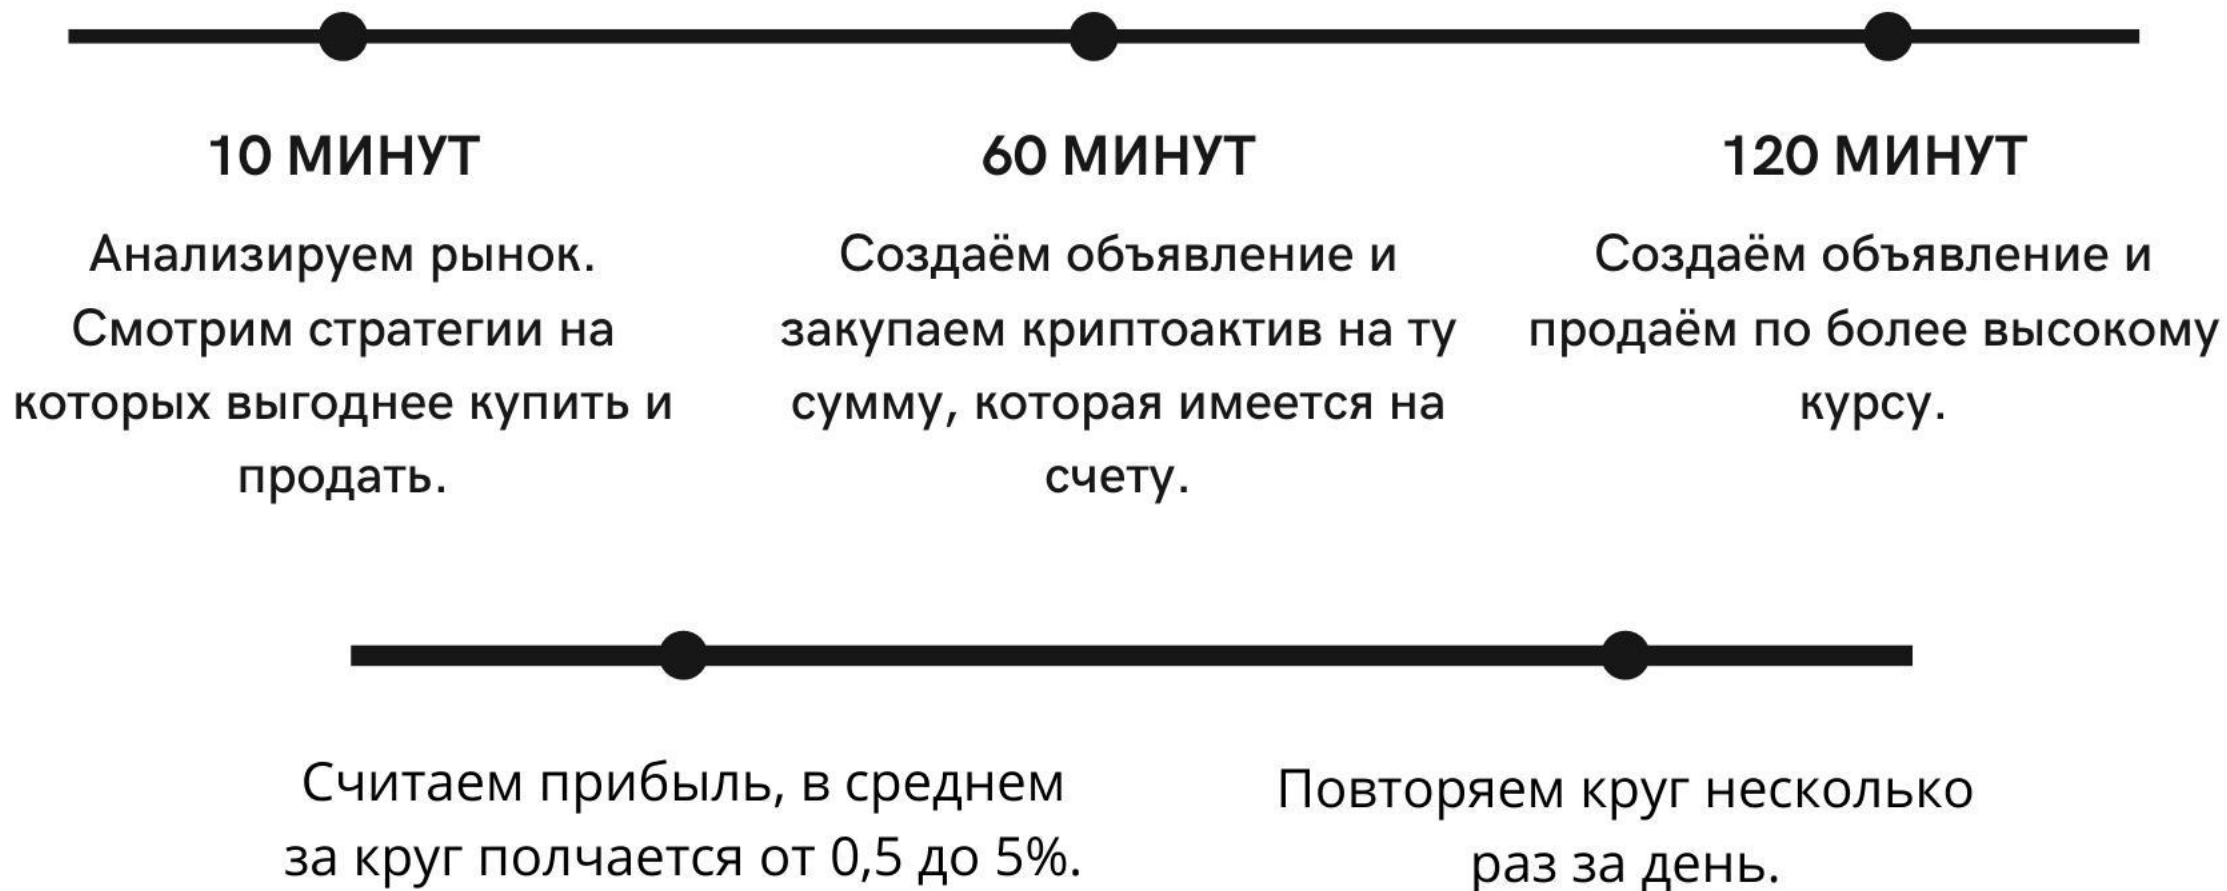 10 МИНУТ
Анализируем рынок.
Смотрим стратегии на
которых выгоднее купить и
продать.
60 МИНУТ
Создаём объявление и
закупаем криптоактив на ту
сумму, которая имеется на
счету.
120 МИНУТ
Создаём объявление и
продаём по более высокому
курсу.
Считаем прибыль, в среднем
за круг полчается от 0,5 до 5%.
Повторяем круг несколько
раз за день.